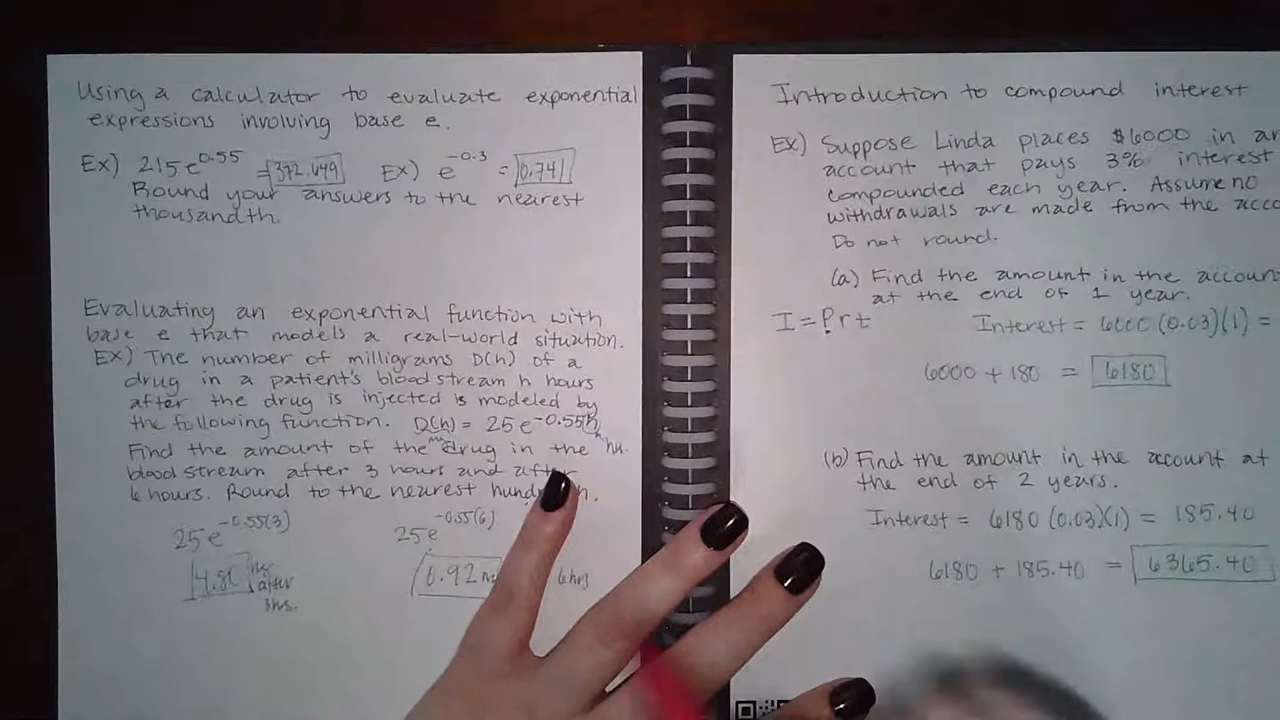 Using a calculator to evaluate exponential
expressions involving base e.
Ex) 215e^0.55 = 372.649 Ex) e^-0.3 = 0.741
Round your answers to the nearest
thousandth.
Evaluating an exponential function with
base e that models a real-world situation.
Ex) The number of milligrams D(h) of a
drug in a patient's bloodstream h hours
after the drug is injected is modeled by
the following function. D(h) = 25e^-0.55h
hr.
Find the amount of the drug in the
bloodstream after 3 hours and after
6 hours. Round to the nearest
25e^-0.55(3) 25e^-0.55(6)
4.80 after 3hrs.
0.92 6hrs
Introduction to compound interest
Ex) Suppose Linda places $6000 in an
account that pays 3% interest
compounded each year. Assume no
withdrawals are made from the
Do not round.
(a) Find the amount in the account
at the end of 1 year.
I = Prt Interest = 6000(0.03)(1) =
6000 + 180 = 6180
(b) Find the amount in the account at
the end of 2 years.
Interest = 6180(0.03)(1) = 185.40
6180 + 185.40 = 6365.40